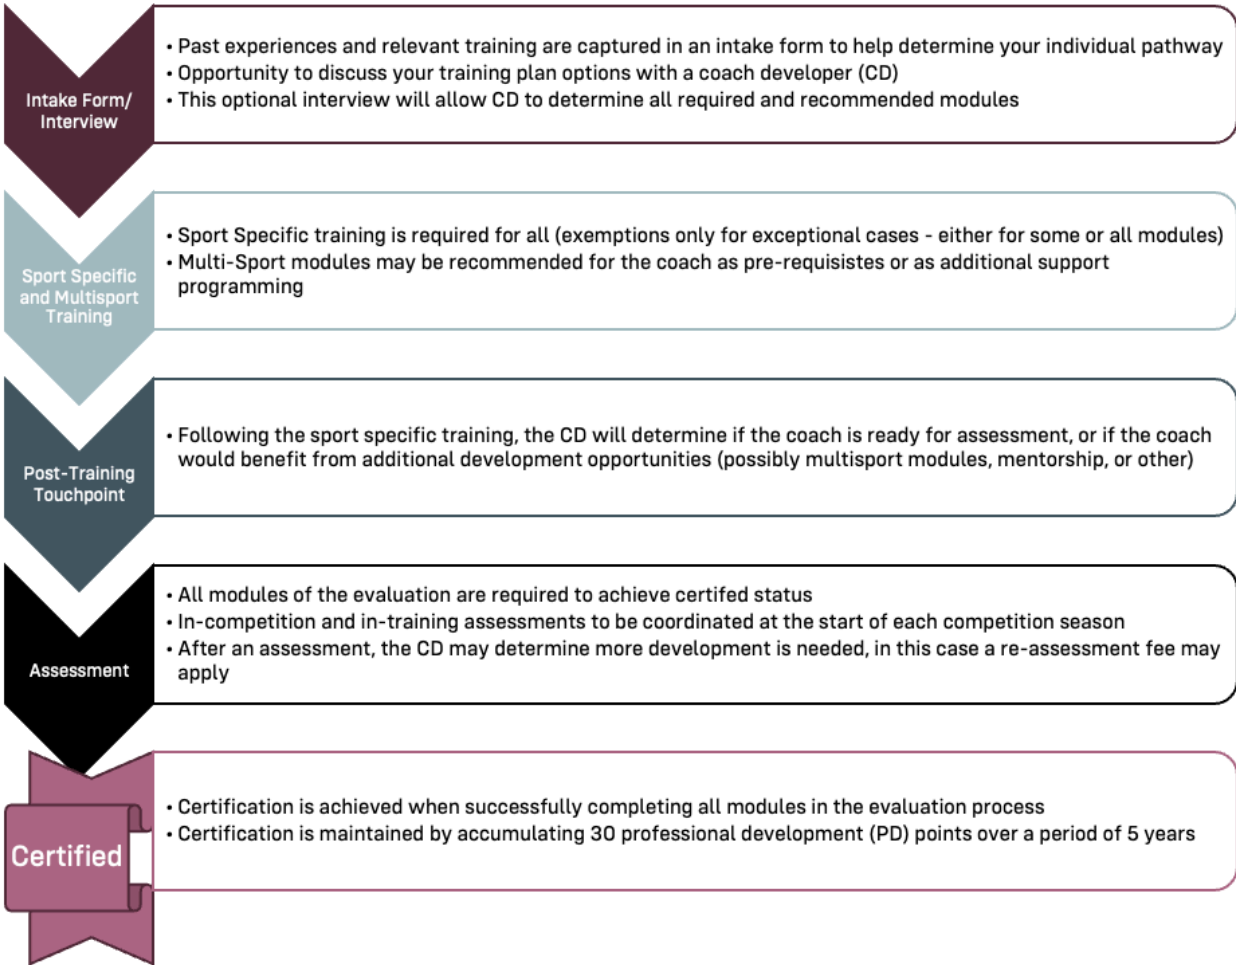 Intake Form/
Interview
• Past experiences and relevant training are captured in an intake form to help determine your individual pathway
• Opportunity to discuss your training plan options with a coach developer (CD)
• This optional interview will allow CD to determine all required and recommended modules
Sport Specific
and Multisport
Training
• Sport Specific training is required for all (exemptions only for exceptional cases - either for some or all modules)
• Multi-Sport modules may be recommended for the coach as pre-requisistes or as additional support
programming
Post-Training
Touchpoint
• Following the sport specific training, the CD will determine if the coach is ready for assessment, or if the coach
would benefit from additional development opportunities (possibly multisport modules, mentorship, or other)
Assessment
• All modules of the evaluation are required to achieve certifed status
• In-competition and in-training assessments to be coordinated at the start of each competition season
• After an assessment, the CD may determine more development is needed, in this case a re-assessment fee may
apply
Certified
• Certification is achieved when successfully completing all modules in the evaluation process
• Certification is maintained by accumulating 30 professional development (PD) points over a period of 5 years